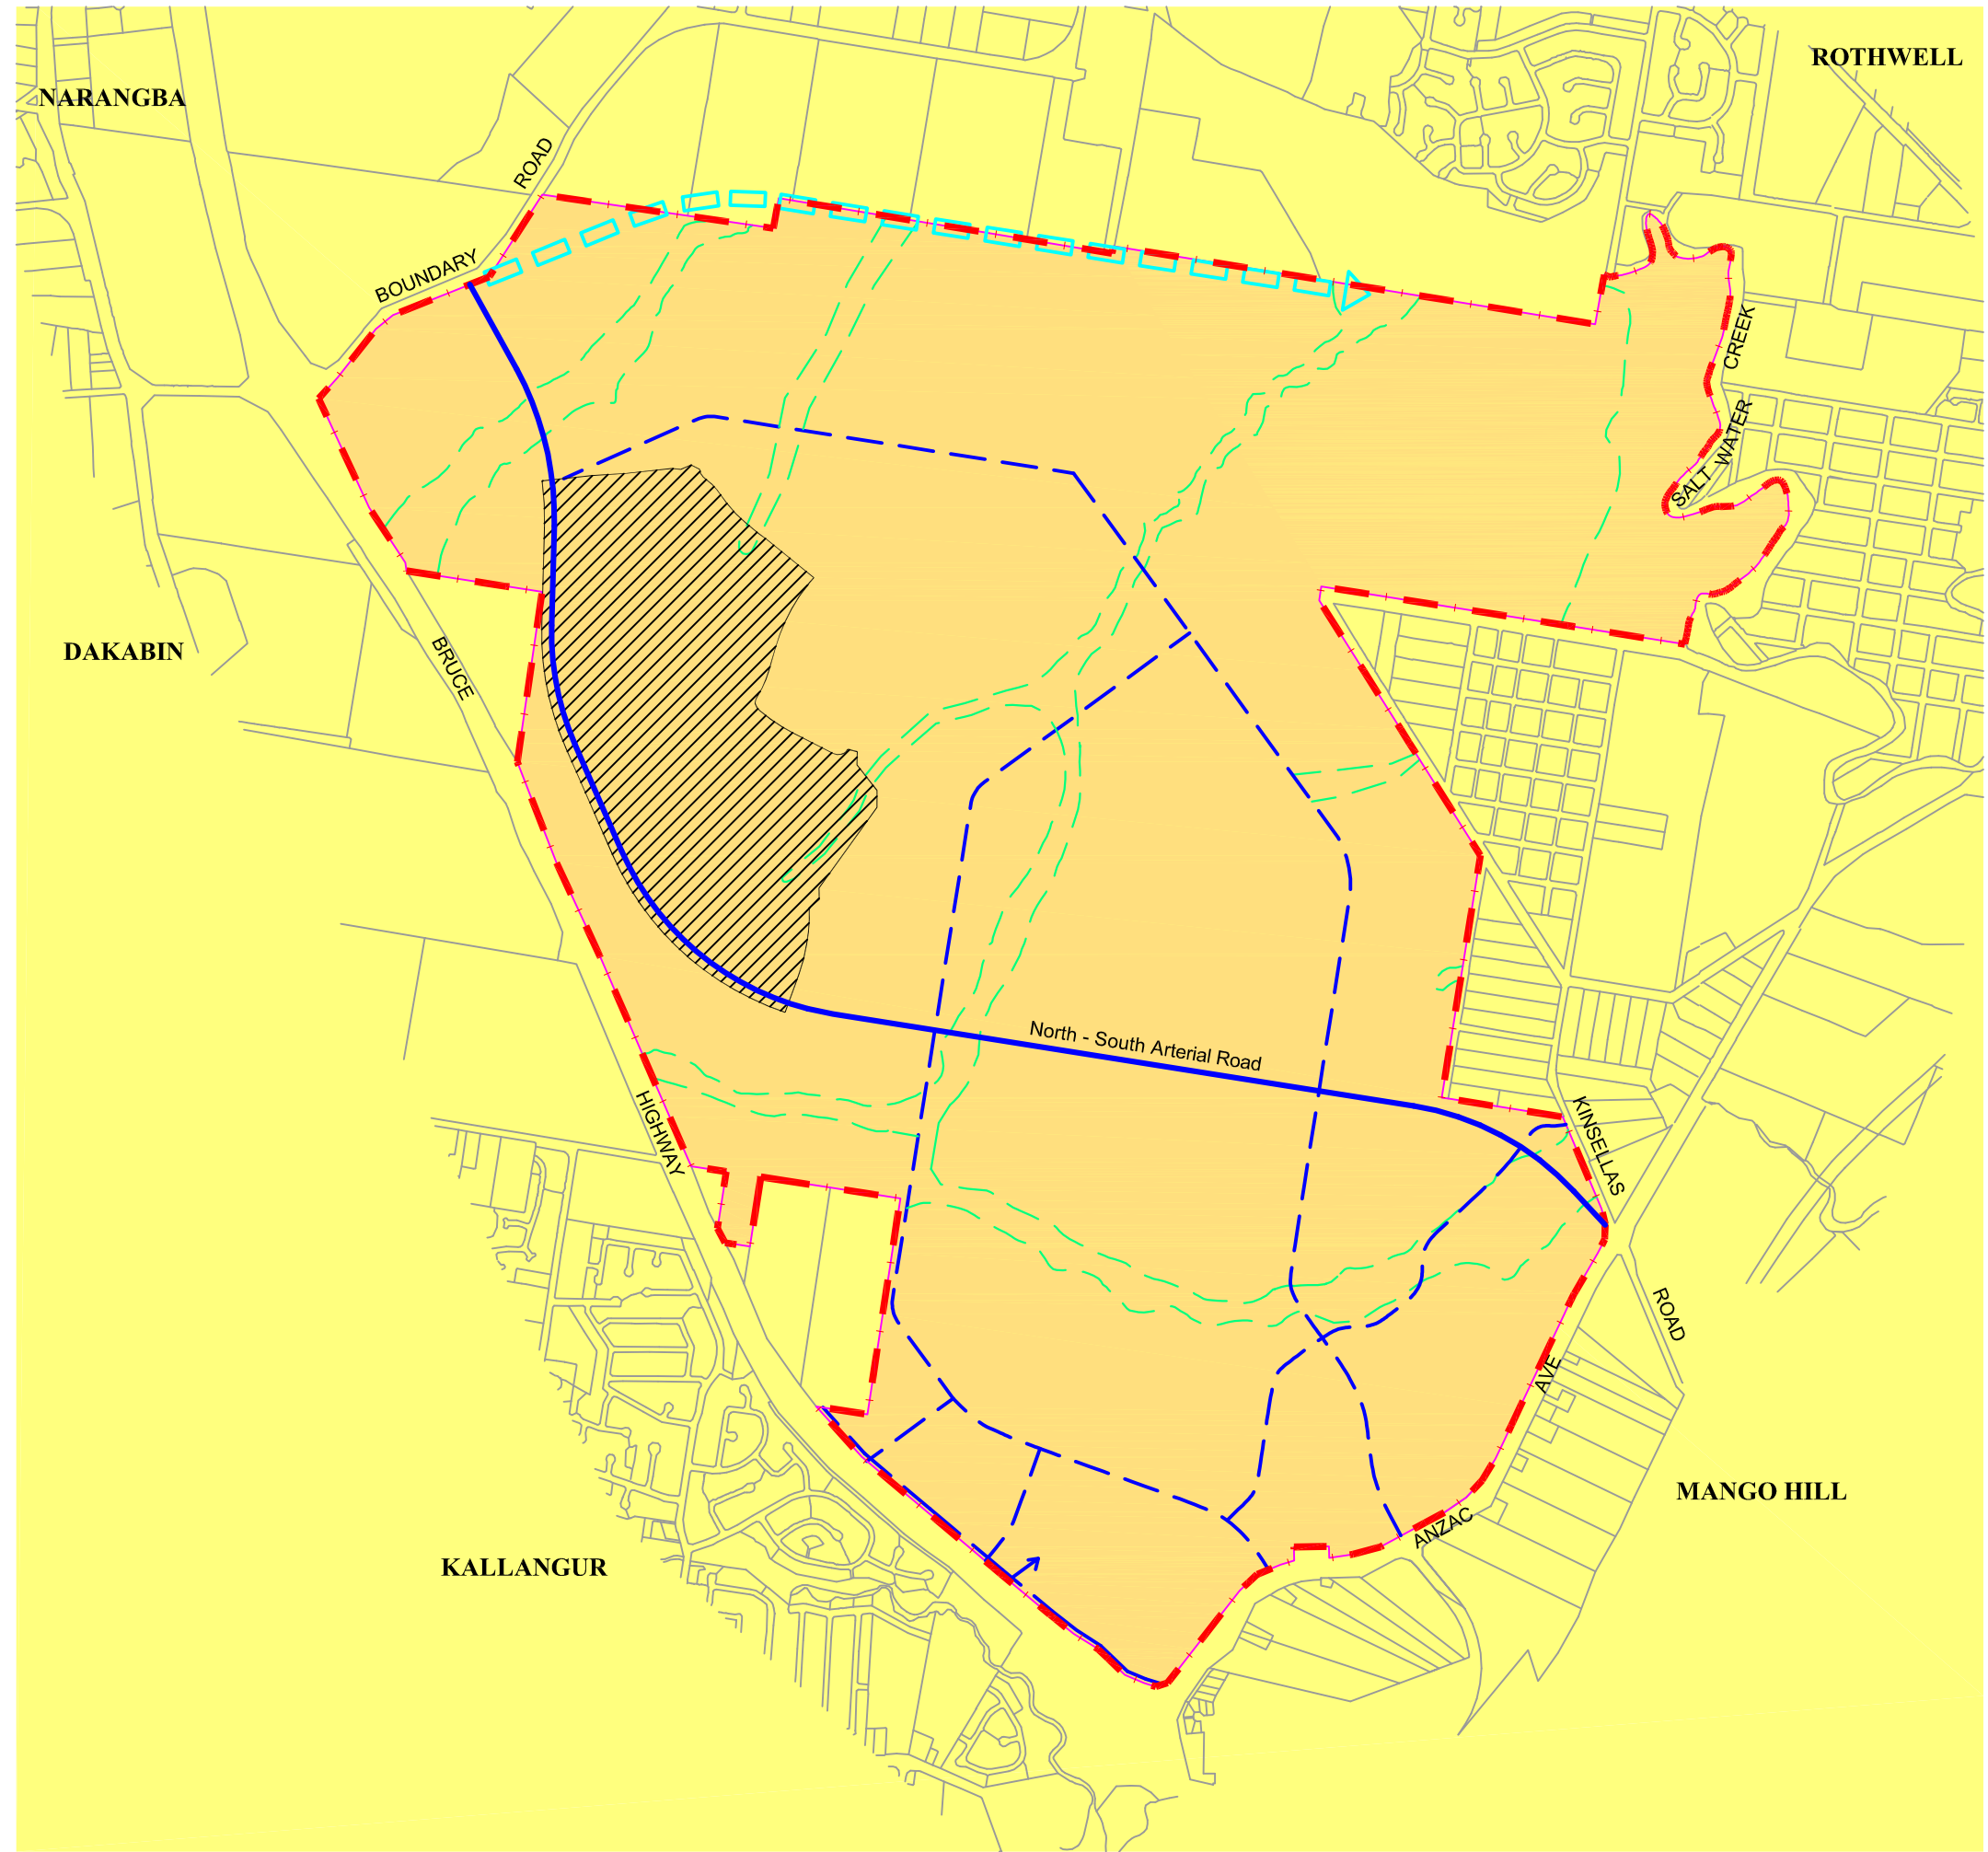 ROTHWELL
NARANGBA
ROAD
BOUNDARY
CREEK
SALT WATER
DAKABIN
BRUCE
North - South Arterial Road
HIGHWAY
KINSELLAS
ROAD
AVE
MANGO HILL
ANZAC
KALLANGUR